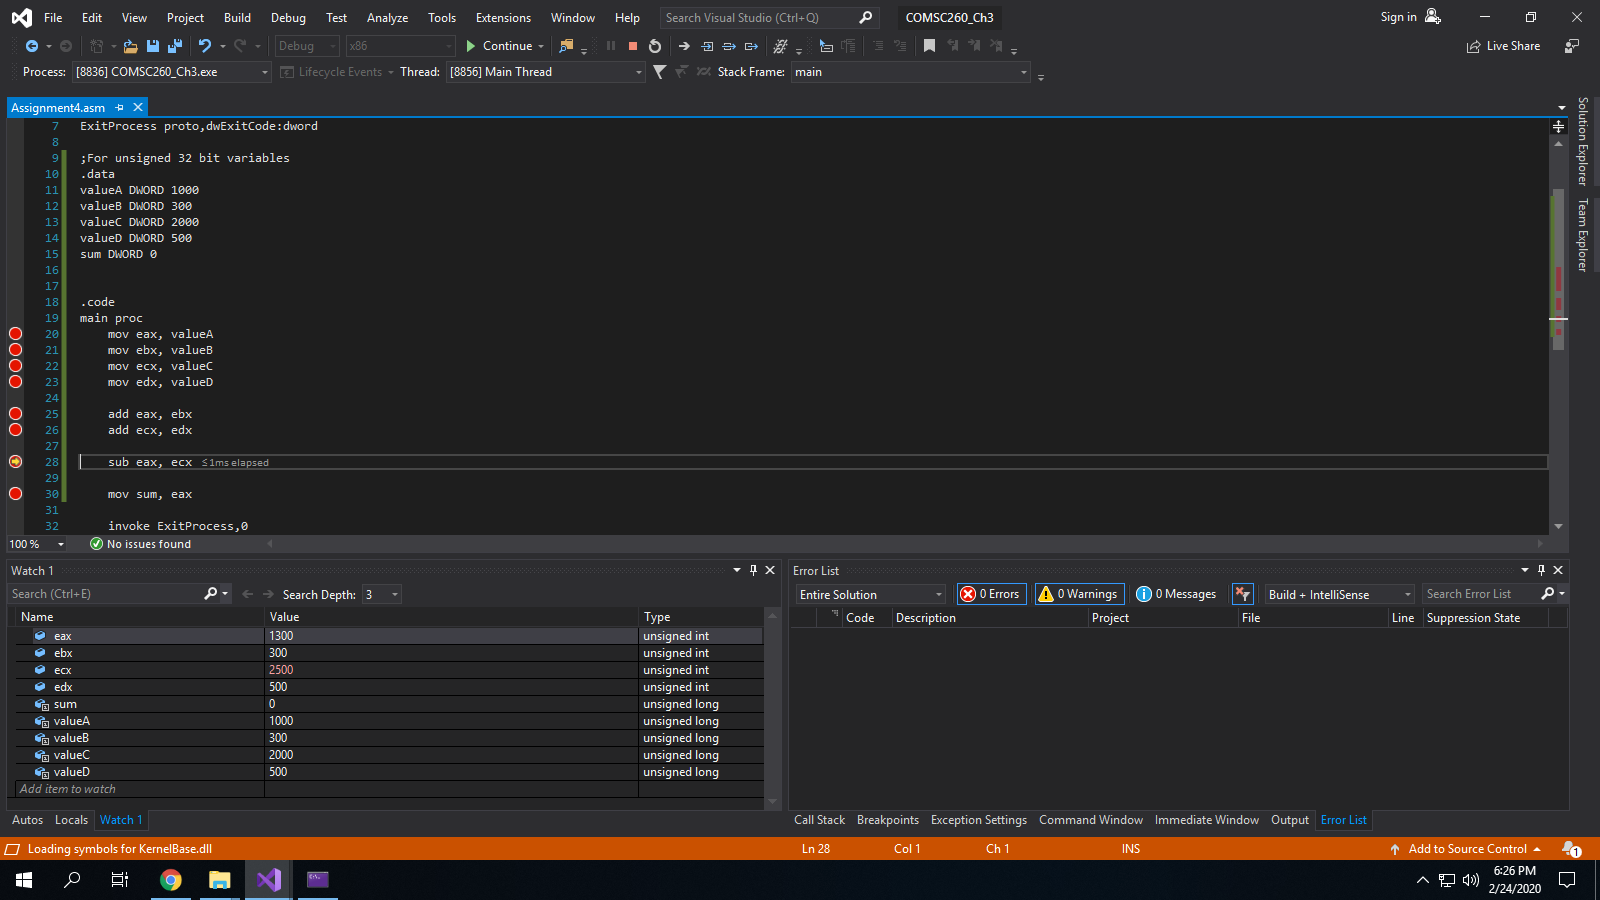 File Edit View Project Build Debug Test Analyze Tools Extensions Window Help Search Visual Studio (Ctrl+Q) COMSC260_Ch3 Sign in
Debug x86 Continue Live Share
Process: [8836] COMSC260_Ch3.exe Lifecycle Events Thread: [8856] Main Thread Stack Frame: main
Assignment4.asm
7 ExitProcess proto,dwExitCode:dword
8
9 ;For unsigned 32 bit variables
10 .data
11 valueA DWORD 1000
12 valueB DWORD 300
13 valueC DWORD 2000
14 valueD DWORD 500
15 sum DWORD 0
16
17
18 .code
19 main proc
20 mov eax, valueA
21 mov ebx, valueB
22 mov ecx, valueC
23 mov edx, valueD
24
25 add eax, ebx
26 add ecx, edx
27
28 sub eax, ecx ≤1ms elapsed
29
30 mov sum, eax
31
32 invoke ExitProcess,0
100 % No issues found
Solution Explorer
Team Explorer
Watch 1
Search (Ctrl+E) Search Depth: 3
Name Value Type
eax 1300 unsigned int
ebx 300 unsigned int
ecx 2500 unsigned int
edx 500 unsigned int
sum 0 unsigned long
valueA 1000 unsigned long
valueB 300 unsigned long
valueC 2000 unsigned long
valueD 500 unsigned long
Add item to watch
Autos Locals Watch 1
Error List
Entire Solution 0 Errors 0 Warnings 0 Messages Build + IntelliSense Search Error List
Code Description Project File Line Suppression State
Call Stack Breakpoints Exception Settings Command Window Immediate Window Output Error List
Loading symbols for KernelBase.dll Ln 28 Col 1 Ch 1 INS Add to Source Control 1
6:26 PM
2/24/2020